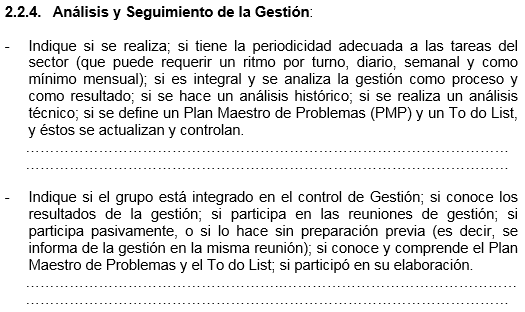 2.2.4. Análisis y Seguimiento de la Gestión:
- Indique si se realiza; si tiene la periodicidad adecuada a las tareas del
sector (que puede requerir un ritmo por turno, diario, semanal y como
mínimo mensual); si es integral y se analiza la gestión como proceso y
como resultado; si se hace un análisis histórico; si se realiza un análisis
técnico; si se define un Plan Maestro de Problemas (PMP) y un To do List,
y éstos se actualizan y controlan.
................................................................................................
................................................................................................
- Indique si el grupo está integrado en el control de Gestión; si conoce los
resultados de la gestión; si participa en las reuniones de gestión; si
participa pasivamente, o si lo hace sin preparación previa (es decir, se
informa de la gestión en la misma reunión); si conoce y comprende el Plan
Maestro de Problemas y el To do List; si participó en su elaboración.
................................................................................................
................................................................................................